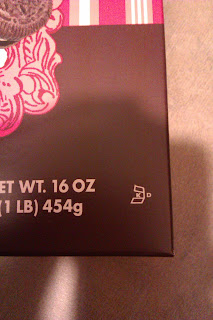 ET WT. 16 OZ
(1 LB) 454g
K D